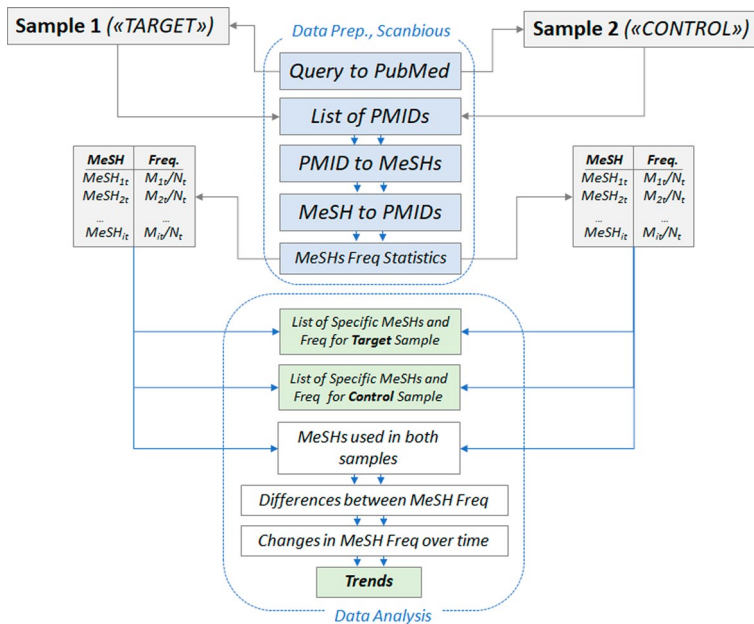 Sample 1 («TARGET»)
Data Prep., Scanbious
Sample 2 («CONTROL»)
Query to PubMed
List of PMIDs
PMID to MeSHs
MeSH to PMIDs
MeSHs Freq Statistics
MeSH Freq.
MeSH1t M1t/Nt
MeSH2t M2t/Nt
... ...
MeSHit Mit/Nt
MeSH Freq.
MeSH1t M1t/Nt
MeSH2t M2t/Nt
... ...
MeSHit Mit/Nt
List of Specific MeSHs and
Freq for Target Sample
List of Specific MeSHs and
Freq for Control Sample
MeSHs used in both
samples
Differences between MeSH Freq
Changes in MeSH Freq over time
Trends
Data Analysis